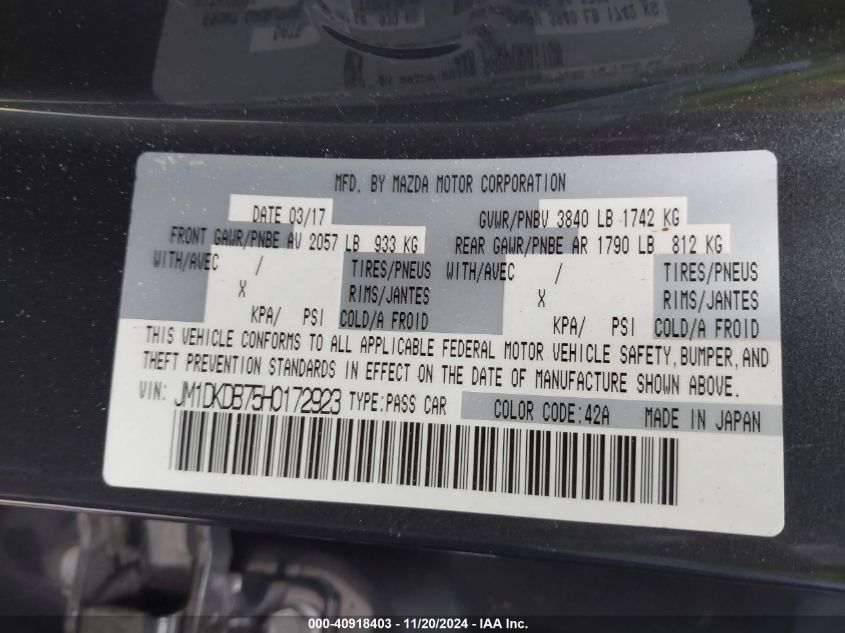 MFD. BY MAZDA MOTOR CORPORATION
DATE 03/17 GVWR/PNBV 3840 LB 1742 KG
FRONT GAWR/PNBE AV 2057 LB 933 KG REAR GAWR/PNBE AR 1790 LB 812 KG
WITH/AVEC / TIRES/PNEUS WITH/AVEC / TIRES/PNEUS
X RIMS/JANTES X RIMS/JANTES
KPA/ PSI COLD/A FROID KPA/ PSI COLD/A FROID
THIS VEHICLE CONFORMS TO ALL APPLICABLE FEDERAL MOTOR VEHICLE SAFETY, BUMPER, AND
THEFT PREVENTION STANDARDS IN EFFECT ON THE DATE OF MANUFACTURE SHOWN ABOVE.
VIN: JM1DKDB75H0172923 TYPE:PASS CAR COLOR CODE:42A MADE IN JAPAN
000-40918403 - 11/20/2024 - IAA Inc.